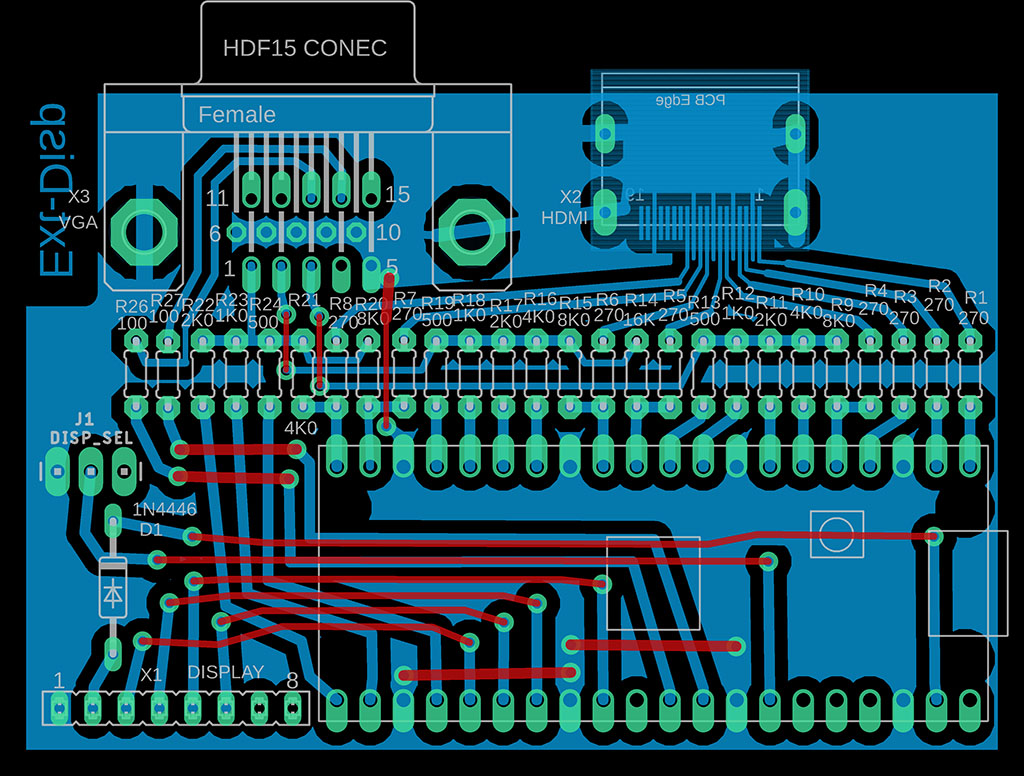 HDF15 CONEC
Female
PCB Edge
Ext-Disp
X3
VGA
11
15
6
10
1
5
X2
HDMI
19
1
R26
100
R27
100
R22
2K0
R23
1K0
R24
500
R21
R8
270
R20
8K0
R7
270
R19
500
R18
1K0
R17
2K0
R16
4K0
R15
8K0
R6
270
R14
16K
R5
270
R13
500
R12
1K0
R11
2K0
R10
4K0
R9
8K0
R4
270
R3
270
R2
270
R1
270
4K0
J1
DISP_SEL
1N4446
D1
1
X1
DISPLAY
8